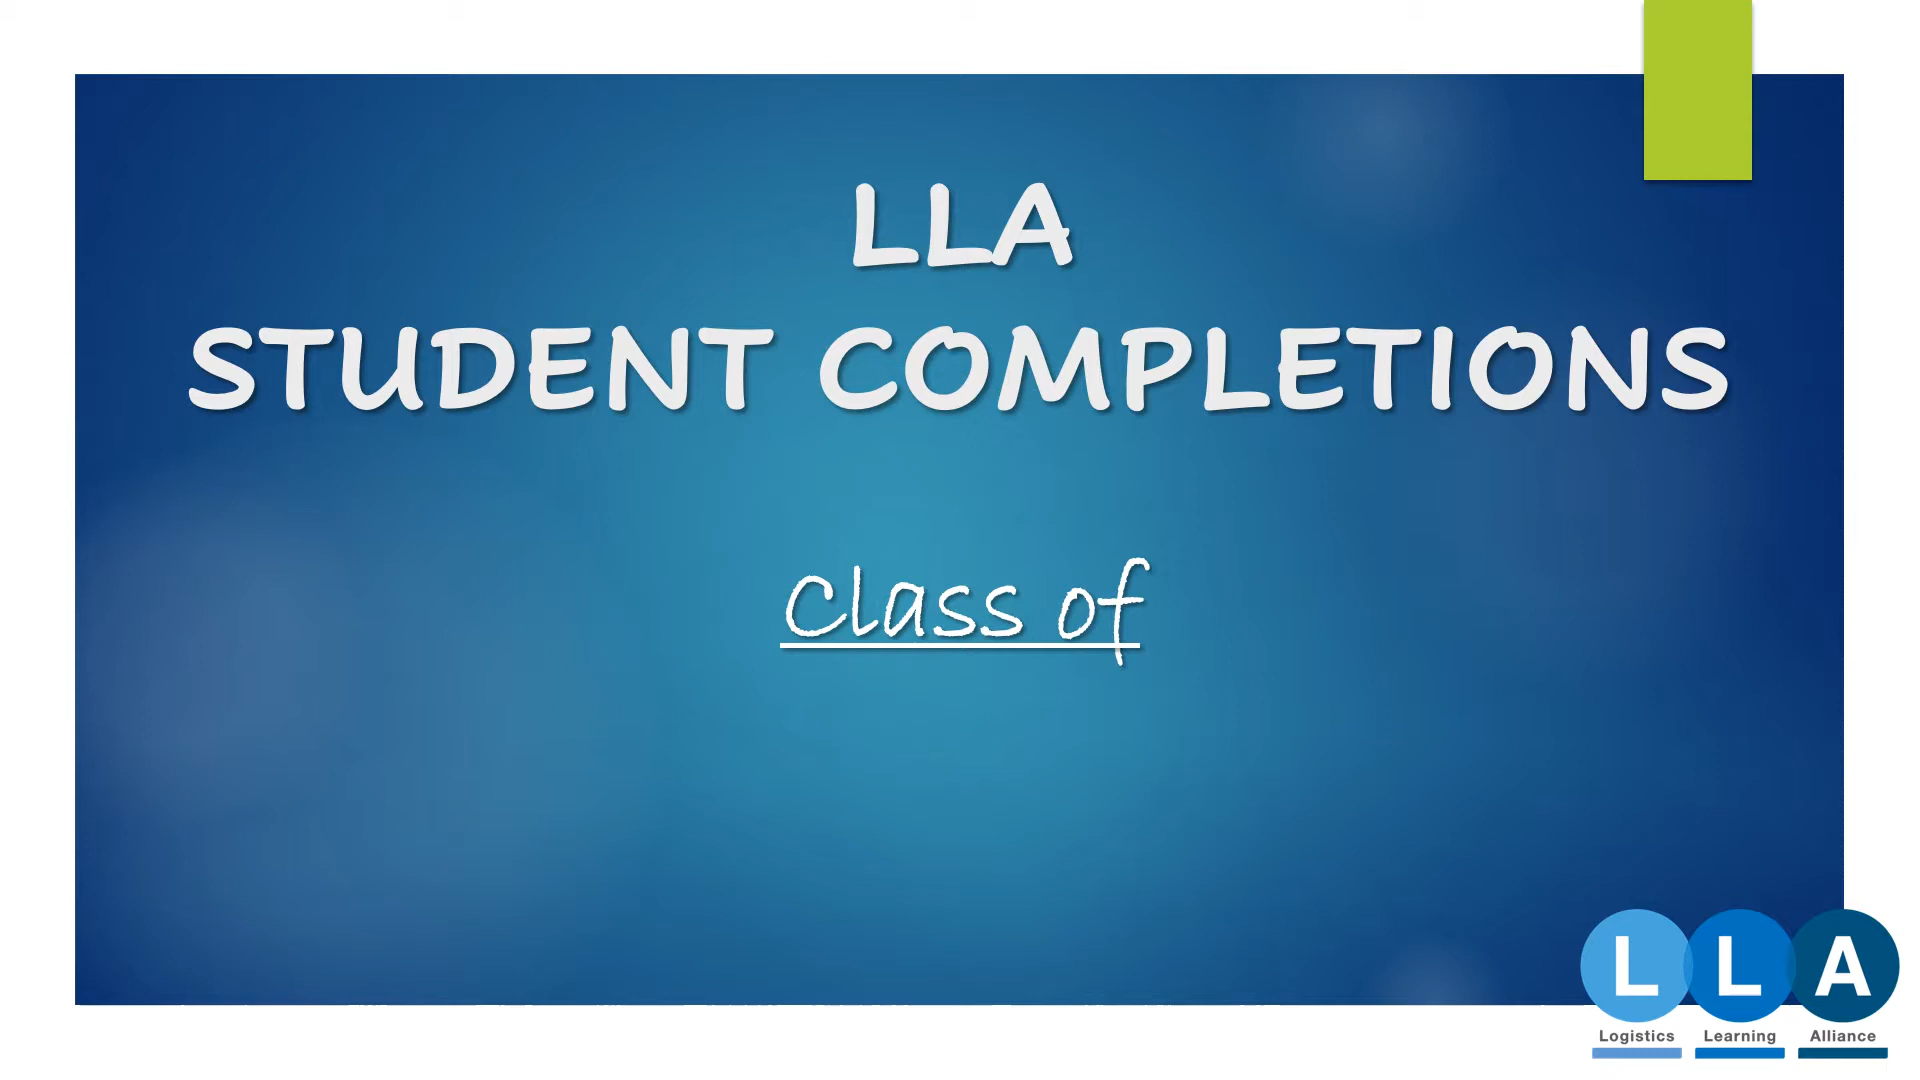 LLA
STUDENT COMPLETIONS
Class of
L L A
Logistics Learning Alliance